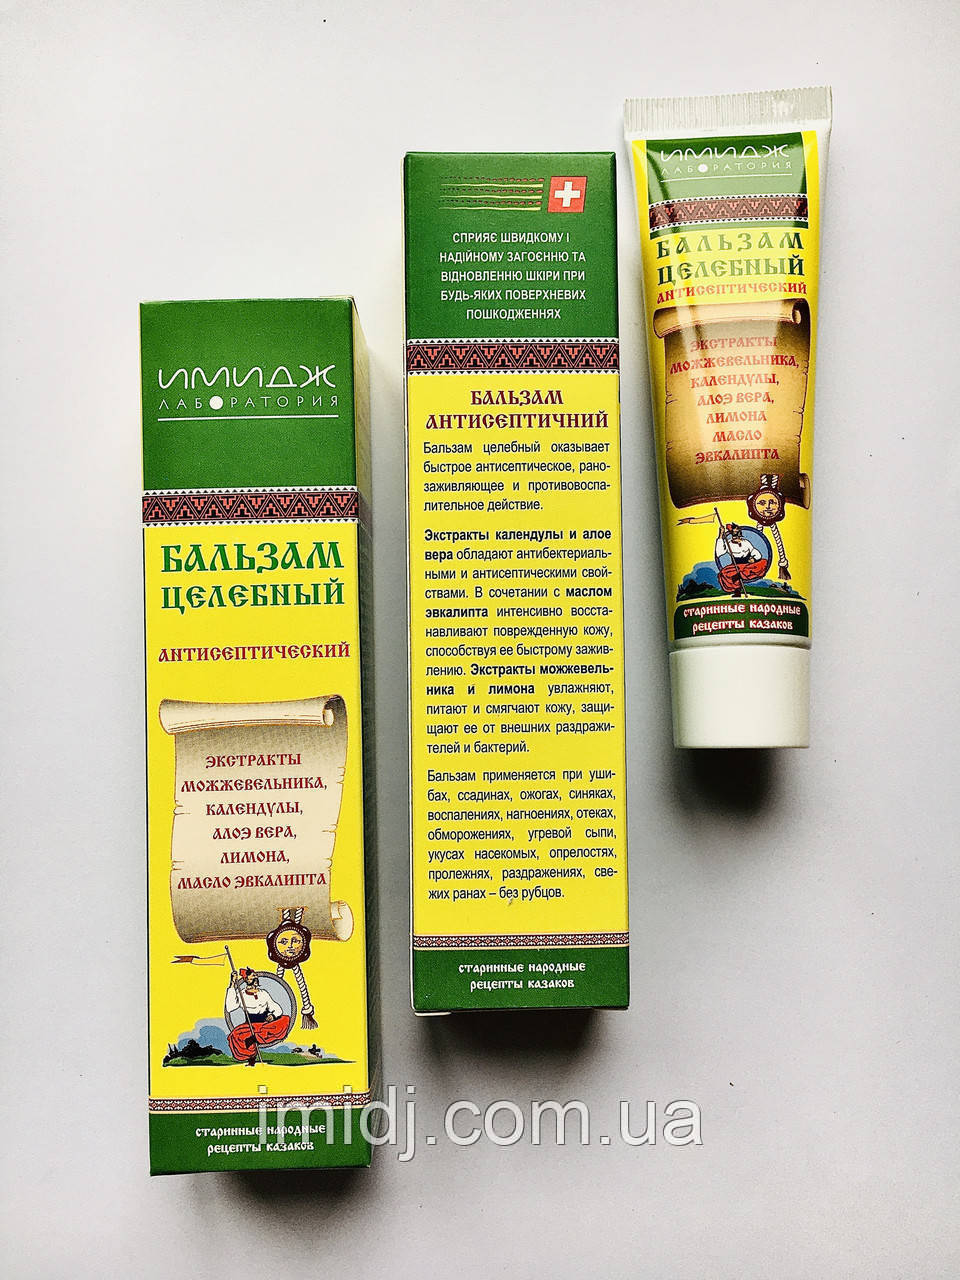 ИМИДЖ
ЛАБОРАТОРИЯ
БАЛЬЗАМ
ЦЕЛЕБНЫЙ
АНТИСЕПТИЧЕСКИЙ
ЭКСТРАКТЫ
МОЖЖЕВЕЛЬНИКА,
КАЛЕНДУЛЫ,
АЛОЭ ВЕРА,
ЛИМОНА,
МАСЛО ЭВКАЛИПТА
СТАРИННЫЕ НАРОДНЫЕ
РЕЦЕПТЫ КАЗАКОВ
СПРИЯЄ ШВИДКОМУ І
НАДІЙНОМУ ЗАГОЄННЮ ТА
ВІДНОВЛЕННЮ ШКІРИ ПРИ
БУДЬ-ЯКИХ ПОВЕРХНЕВИХ
ПОШКОДЖЕННЯХ
БАЛЬЗАМ
АНТИСЕПТИЧНИЙ
Бальзам целебный оказывает
быстрое антисептическое, рано-
заживляющее и противовоспа-
лительное действие.
Экстракты календулы и алое
вера обладают антибектериаль-
ными и антисептическими свой-
ствами. В сочетании с маслом
эвкалипта интенсивно восста-
навливают поврежденную кожу,
способствуя ее быстрому зажив-
лению. Экстракты можжевель-
ника и лимона увлажняют,
питают и смягчают кожу, защи-
щают ее от внешних раздражи-
телей и бактерий.
Бальзам применяется при уши-
бах, ссадинах, ожогах, синяках,
воспалениях, нагноениях, отеках,
обморожениях, угревой сыпи,
укусах насекомых, опрелостях,
пролежнях, раздражениях, све-
жих ранах – без рубцов.
СТАРИННЫЕ НАРОДНЫЕ
РЕЦЕПТЫ КАЗАКОВ
ИМИДЖ
ЛАБОРАТОРИЯ
БАЛЬЗАМ
ЦЕЛЕБНЫЙ
АНТИСЕПТИЧЕСКИЙ
ЭКСТРАКТЫ
МОЖЖЕВЕЛЬНИКА,
КАЛЕНДУЛЫ,
АЛОЭ ВЕРА,
ЛИМОНА
МАСЛО
ЭВКАЛИПТА
СТАРИННЫЕ НАРОДНЫЕ
РЕЦЕПТЫ КАЗАКОВ
imidj.com.ua